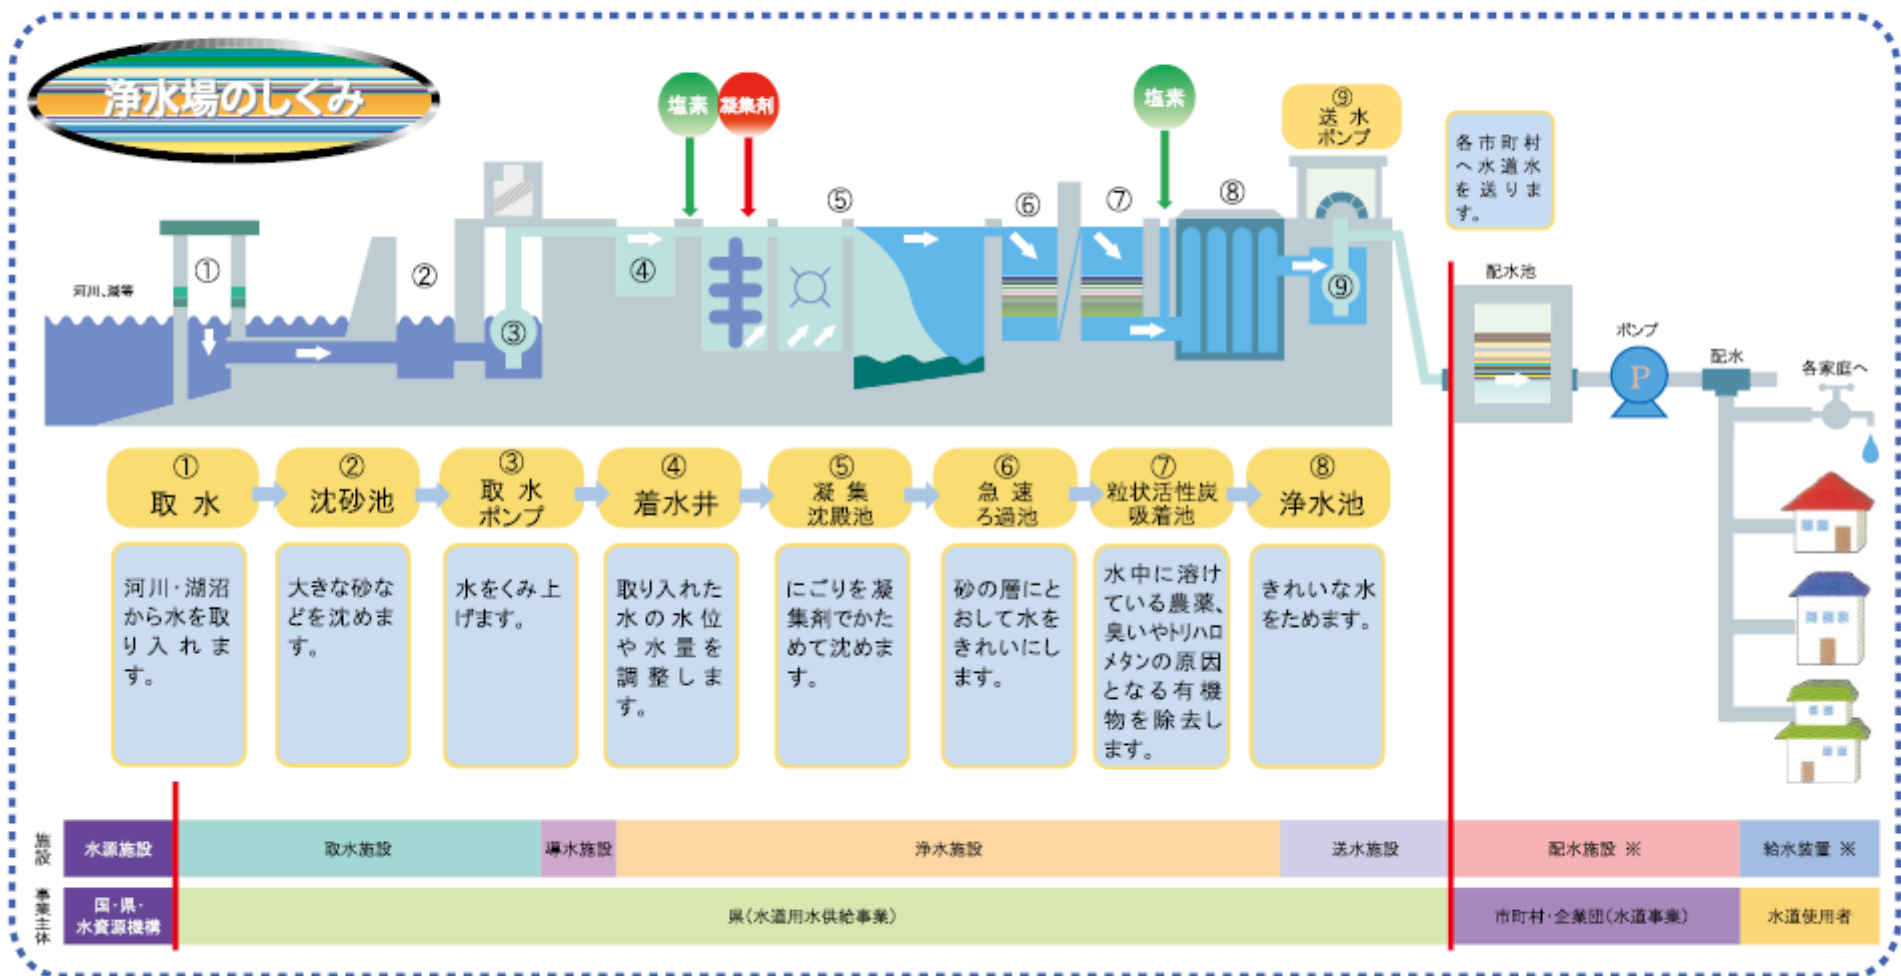 浄水場のしくみ
塩素
凝集剤
塩素
⑨
送水
ポンプ
各市町村
へ水道水
を送りま
す。
河川、湖等
①
②
③
④
⑤
⑥
⑦
⑧
⑨
配水池
ポンプ
P
配水
各家庭へ
①
取水
②
沈砂池
③
取水
ポンプ
④
着水井
⑤
凝集
沈殿池
⑥
急速
ろ過池
⑦
粒状活性炭
吸着池
⑧
浄水池
河川・湖沼
から水を取
り入れま
す。
大きな砂な
どを沈めま
す。
水をくみ上
げます。
取り入れた
水の水位
や水量を
調整しま
す。
にごりを凝
集剤でかた
めて沈めま
す。
砂の層にと
おして水を
きれいにし
ます。
水中に溶け
ている農薬、
臭いやトリハロ
メタンの原因
となる有機
物を除去し
ます。
きれいな水
をためます。
施設
水源施設
取水施設
導水施設
浄水施設
送水施設
配水施設 ※
給水装置 ※
事業主体
国・県・
水資源機構
県（水道用水供給事業）
市町村・企業団（水道事業）
水道使用者